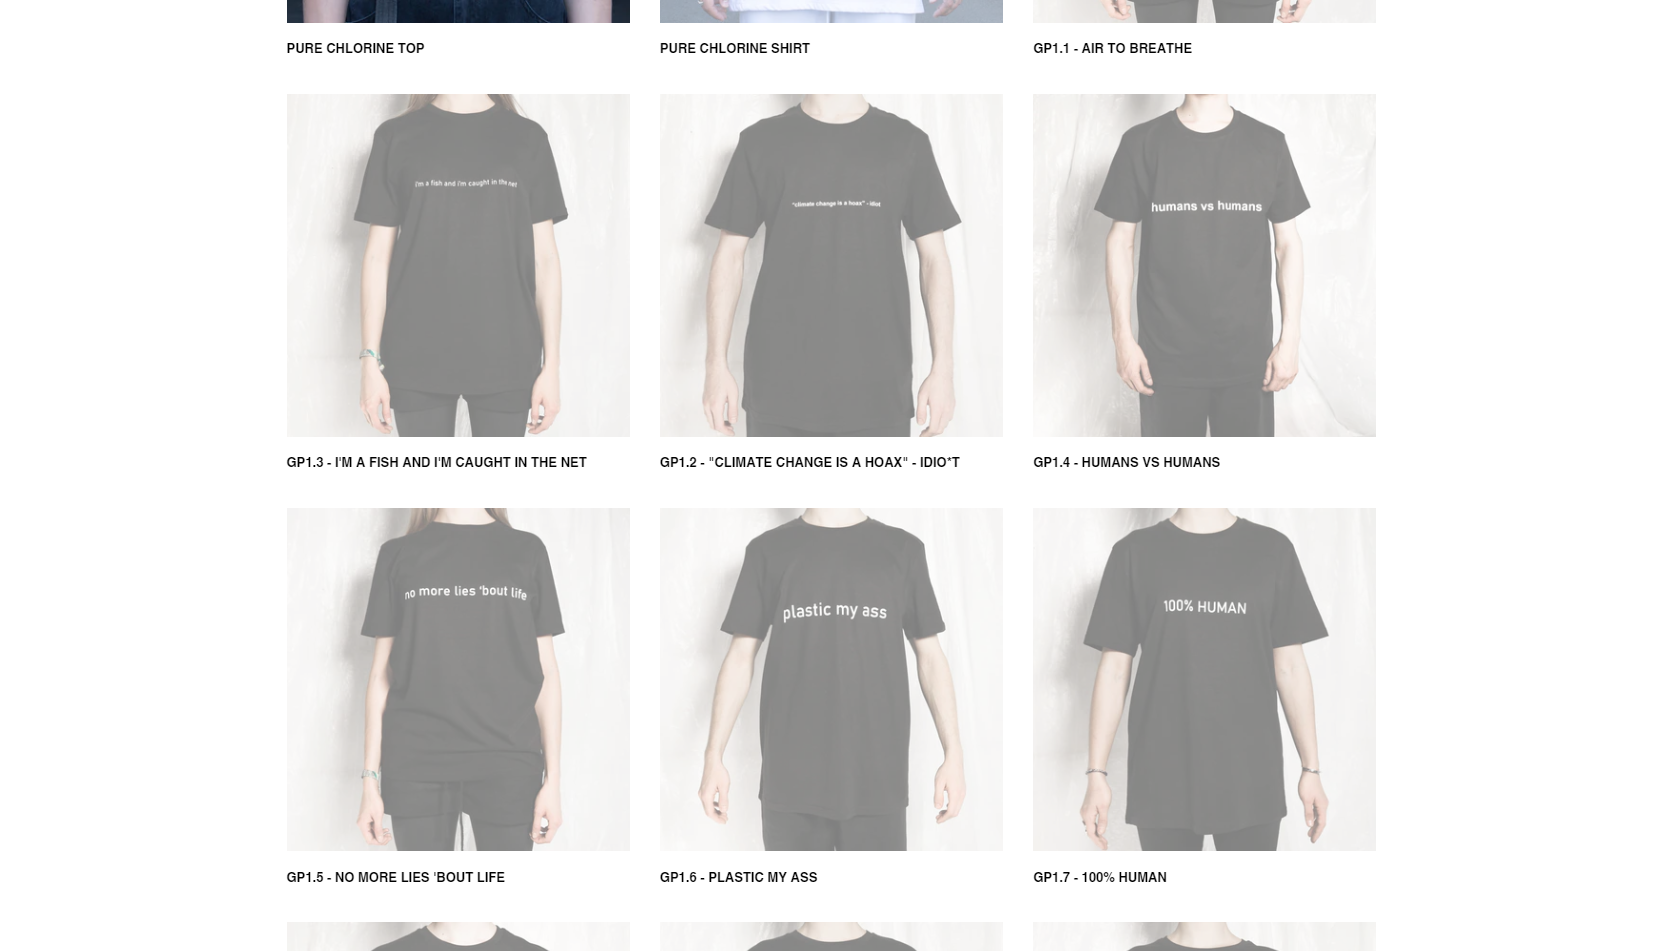 PURE CHLORINE TOP
PURE CHLORINE SHIRT
GP1.1 - AIR TO BREATHE
i'm a fish and i'm caught in the net
"climate change is a hoax" - idiot
humans vs humans
GP1.3 - I'M A FISH AND I'M CAUGHT IN THE NET
GP1.2 - "CLIMATE CHANGE IS A HOAX" - IDIO*T
GP1.4 - HUMANS VS HUMANS
no more lies 'bout life
plastic my ass
100% HUMAN
GP1.5 - NO MORE LIES 'BOUT LIFE
GP1.6 - PLASTIC MY ASS
GP1.7 - 100% HUMAN